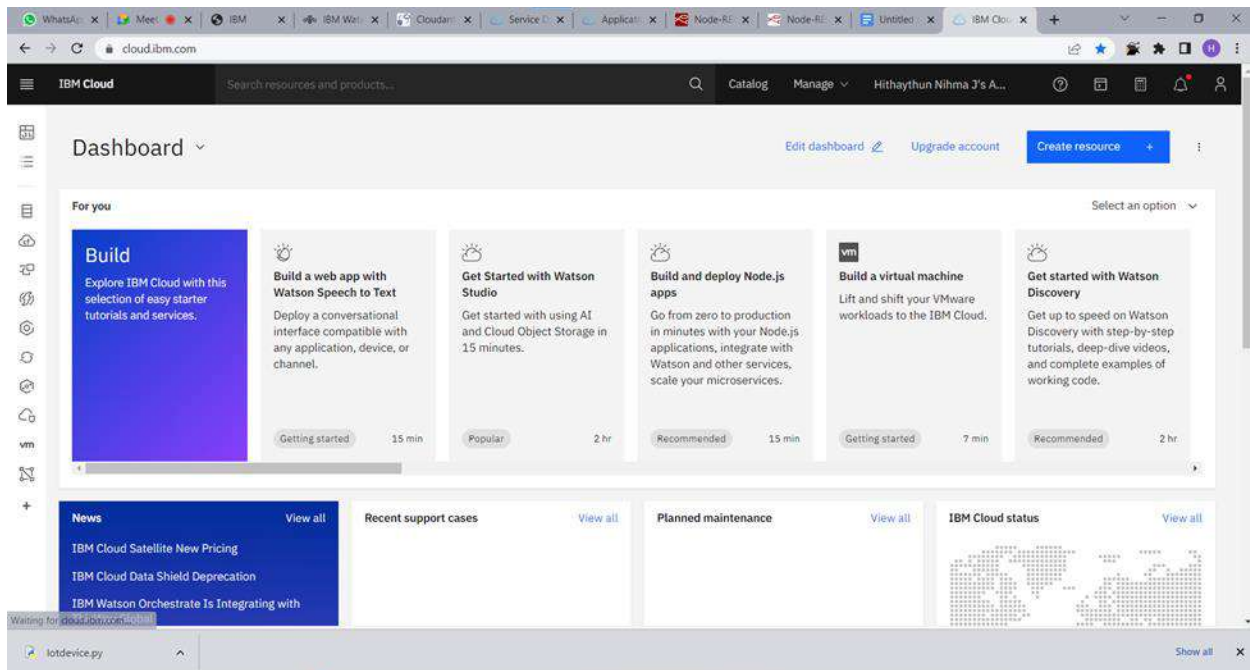 WhatsAp
Meet
IBM
IBM Wat
Cloudant
Service D
Applicati
Node-RE
Node-RE
Untitled
IBM Clou
cloud.ibm.com
H
IBM Cloud
Search resources and products...
Catalog
Manage
Hithaythun Nihma J's A...
Dashboard
Edit dashboard
Upgrade account
Create resource +
For you
Select an option
Build
Explore IBM Cloud with this
selection of easy starter
tutorials and services.
Build a web app with
Watson Speech to Text
Deploy a conversational
interface compatible with
any application, device, or
channel.
Getting started 15 min
Get Started with Watson
Studio
Get started with using AI
and Cloud Object Storage in
15 minutes.
Popular 2 hr
Build and deploy Node.js
apps
Go from zero to production
in minutes with your Node.js
applications, integrate with
Watson and other services,
scale your microservices.
Recommended 15 min
vm
Build a virtual machine
Lift and shift your VMware
workloads to the IBM Cloud.
Getting started 7 min
Get started with Watson
Discovery
Get up to speed on Watson
Discovery with step-by-step
tutorials, deep-dive videos,
and complete examples of
working code.
Recommended 2 hr
vm
News View all
IBM Cloud Satellite New Pricing
IBM Cloud Data Shield Deprecation
IBM Watson Orchestrate Is Integrating with
Recent support cases View all
Planned maintenance View all
IBM Cloud status View all
Waiting for cloud.ibm.com...
Iotdevice.py
Show all